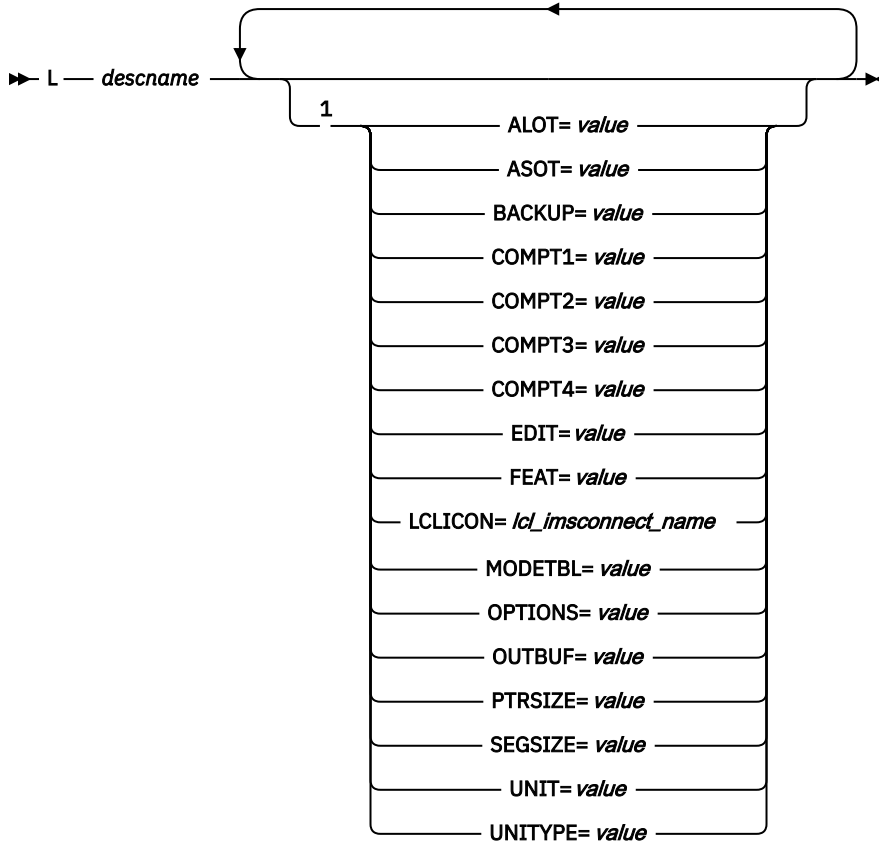 L descname
1
ALOT= value
ASOT= value
BACKUP= value
COMPT1= value
COMPT2= value
COMPT3= value
COMPT4= value
EDIT= value
FEAT= value
LCLICON= lcl_imsconnect_name
MODETBL= value
OPTIONS= value
OUTBUF= value
PTRSIZE= value
SEGSIZE= value
UNIT= value
UNITYPE= value